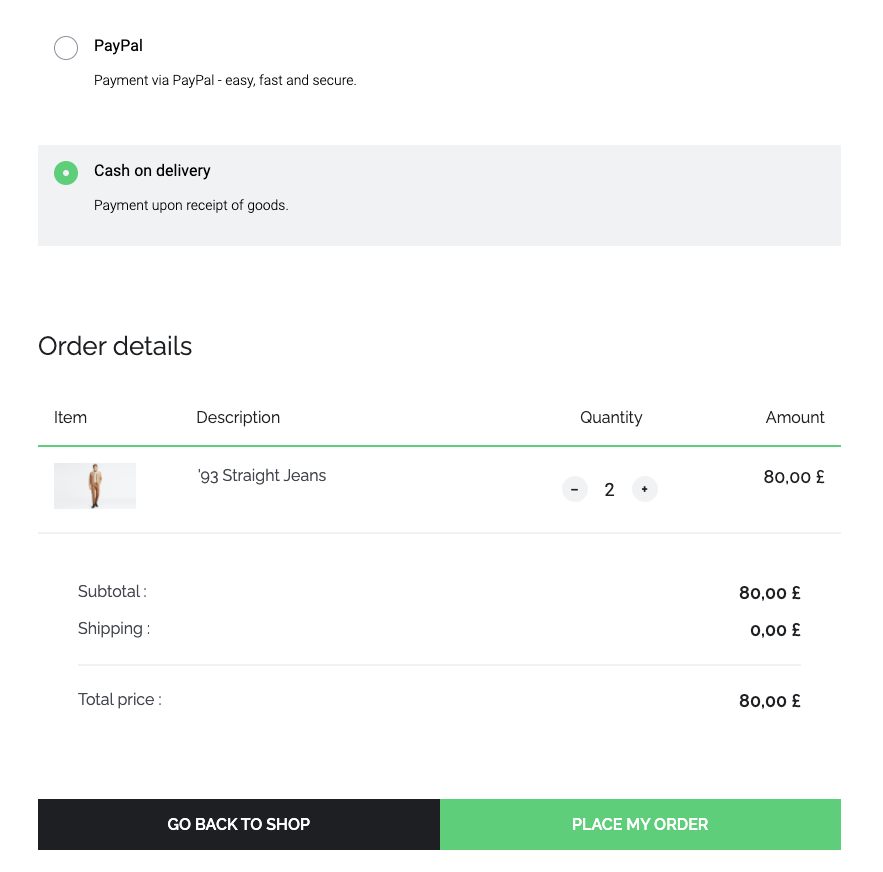 PayPal
Payment via PayPal - easy, fast and secure.
Cash on delivery
Payment upon receipt of goods.
Order details
Item Description Quantity Amount
'93 Straight Jeans - 2 + 80,00 £
Subtotal : 80,00 £
Shipping : 0,00 £
Total price : 80,00 £
GO BACK TO SHOP PLACE MY ORDER